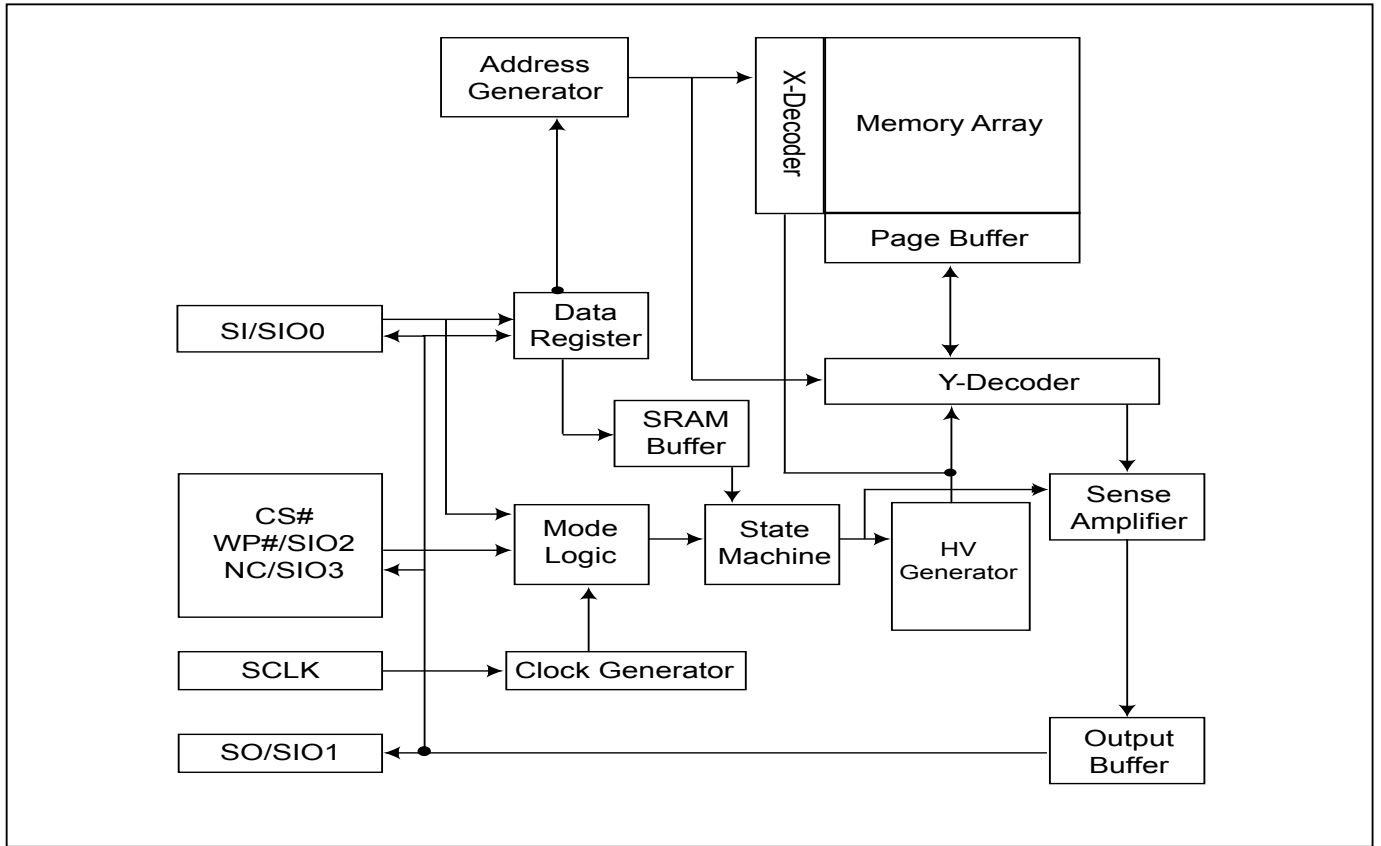 Address
Generator
X-Decoder
Memory Array
Page Buffer
SI/SIO0
Data
Register
Y-Decoder
SRAM
Buffer
CS#
WP#/SIO2
NC/SIO3
Mode
Logic
State
Machine
HV
Generator
Sense
Amplifier
SCLK
Clock Generator
SO/SIO1
Output
Buffer